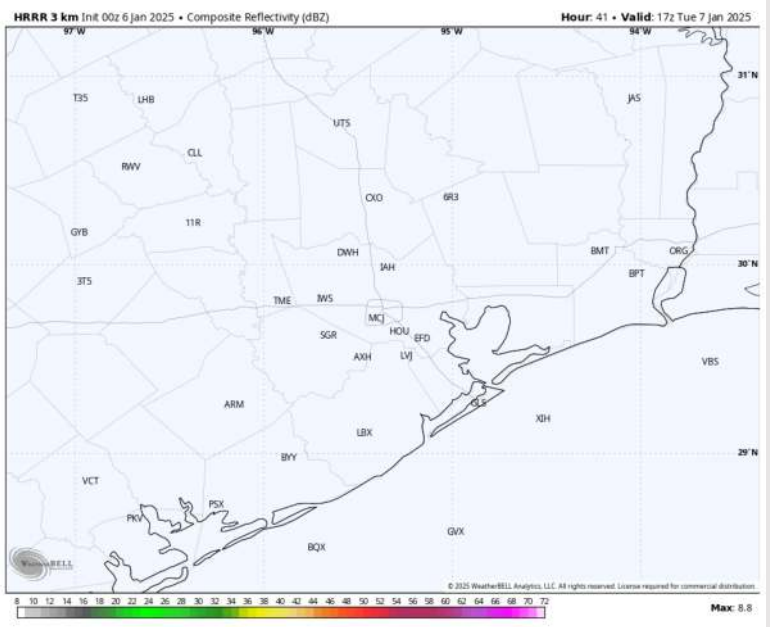 HRRR 3 km Init 00z 6 Jan 2025 • Composite Reflectivity (dBZ) Hour: 41 • Valid: 17z Tue 7 Jan 2025
97°W 96°W 95°W 94°W
31°N
T35 LHB JAS
UTS
CLL
RWV
OXO 6R3
11R
GYB
DWH BMT ORG
IAH 30°N
3T5 BPT
TME IWS
MCJ
SGR HOU EFD
AXH LVJ
VBS
ARM GLS
XIH
LBX
BYY 29°N
VCT
PSX
PKV
GVX
BQX
WeatherBELL
© 2025 WeatherBELL Analytics, LLC. All rights reserved. License required for commercial distribution.
8 10 12 14 16 18 20 22 24 26 28 30 32 34 36 38 40 42 44 46 48 50 52 54 56 58 60 62 64 66 68 70 72 Max: 8.8